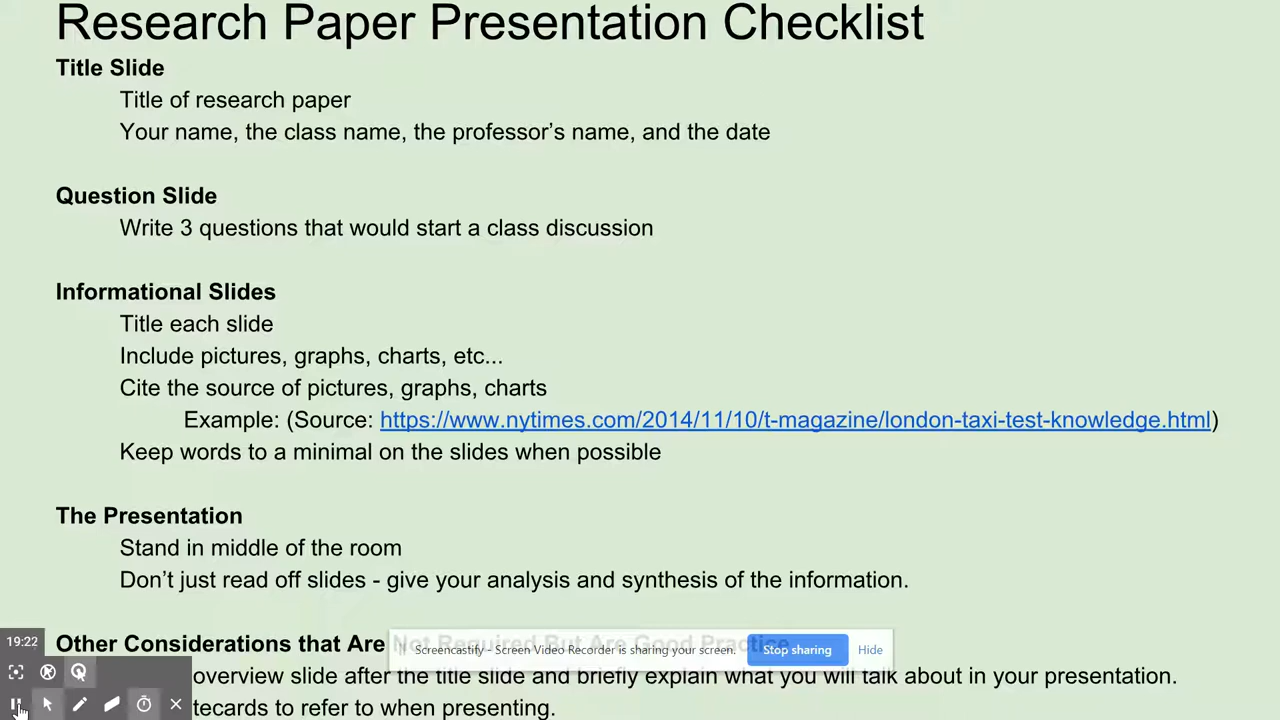 Research Paper Presentation Checklist
Title Slide
Title of research paper
Your name, the class name, the professor's name, and the date
Question Slide
Write 3 questions that would start a class discussion
Informational Slides
Title each slide
Include pictures, graphs, charts, etc...
Cite the source of pictures, graphs, charts
Example: (Source: https://www.nytimes.com/2014/11/10/t-magazine/london-taxi-test-knowledge.html)
Keep words to a minimal on the slides when possible
The Presentation
Stand in middle of the room
Don't just read off slides - give your analysis and synthesis of the information.
19:22
Other Considerations that Are Not Required But Are Good Practice
Screencastify - Screen Video Recorder is sharing your screen. Stop sharing Hide
overview slide after the title slide and briefly explain what you will talk about in your presentation.
tecards to refer to when presenting.